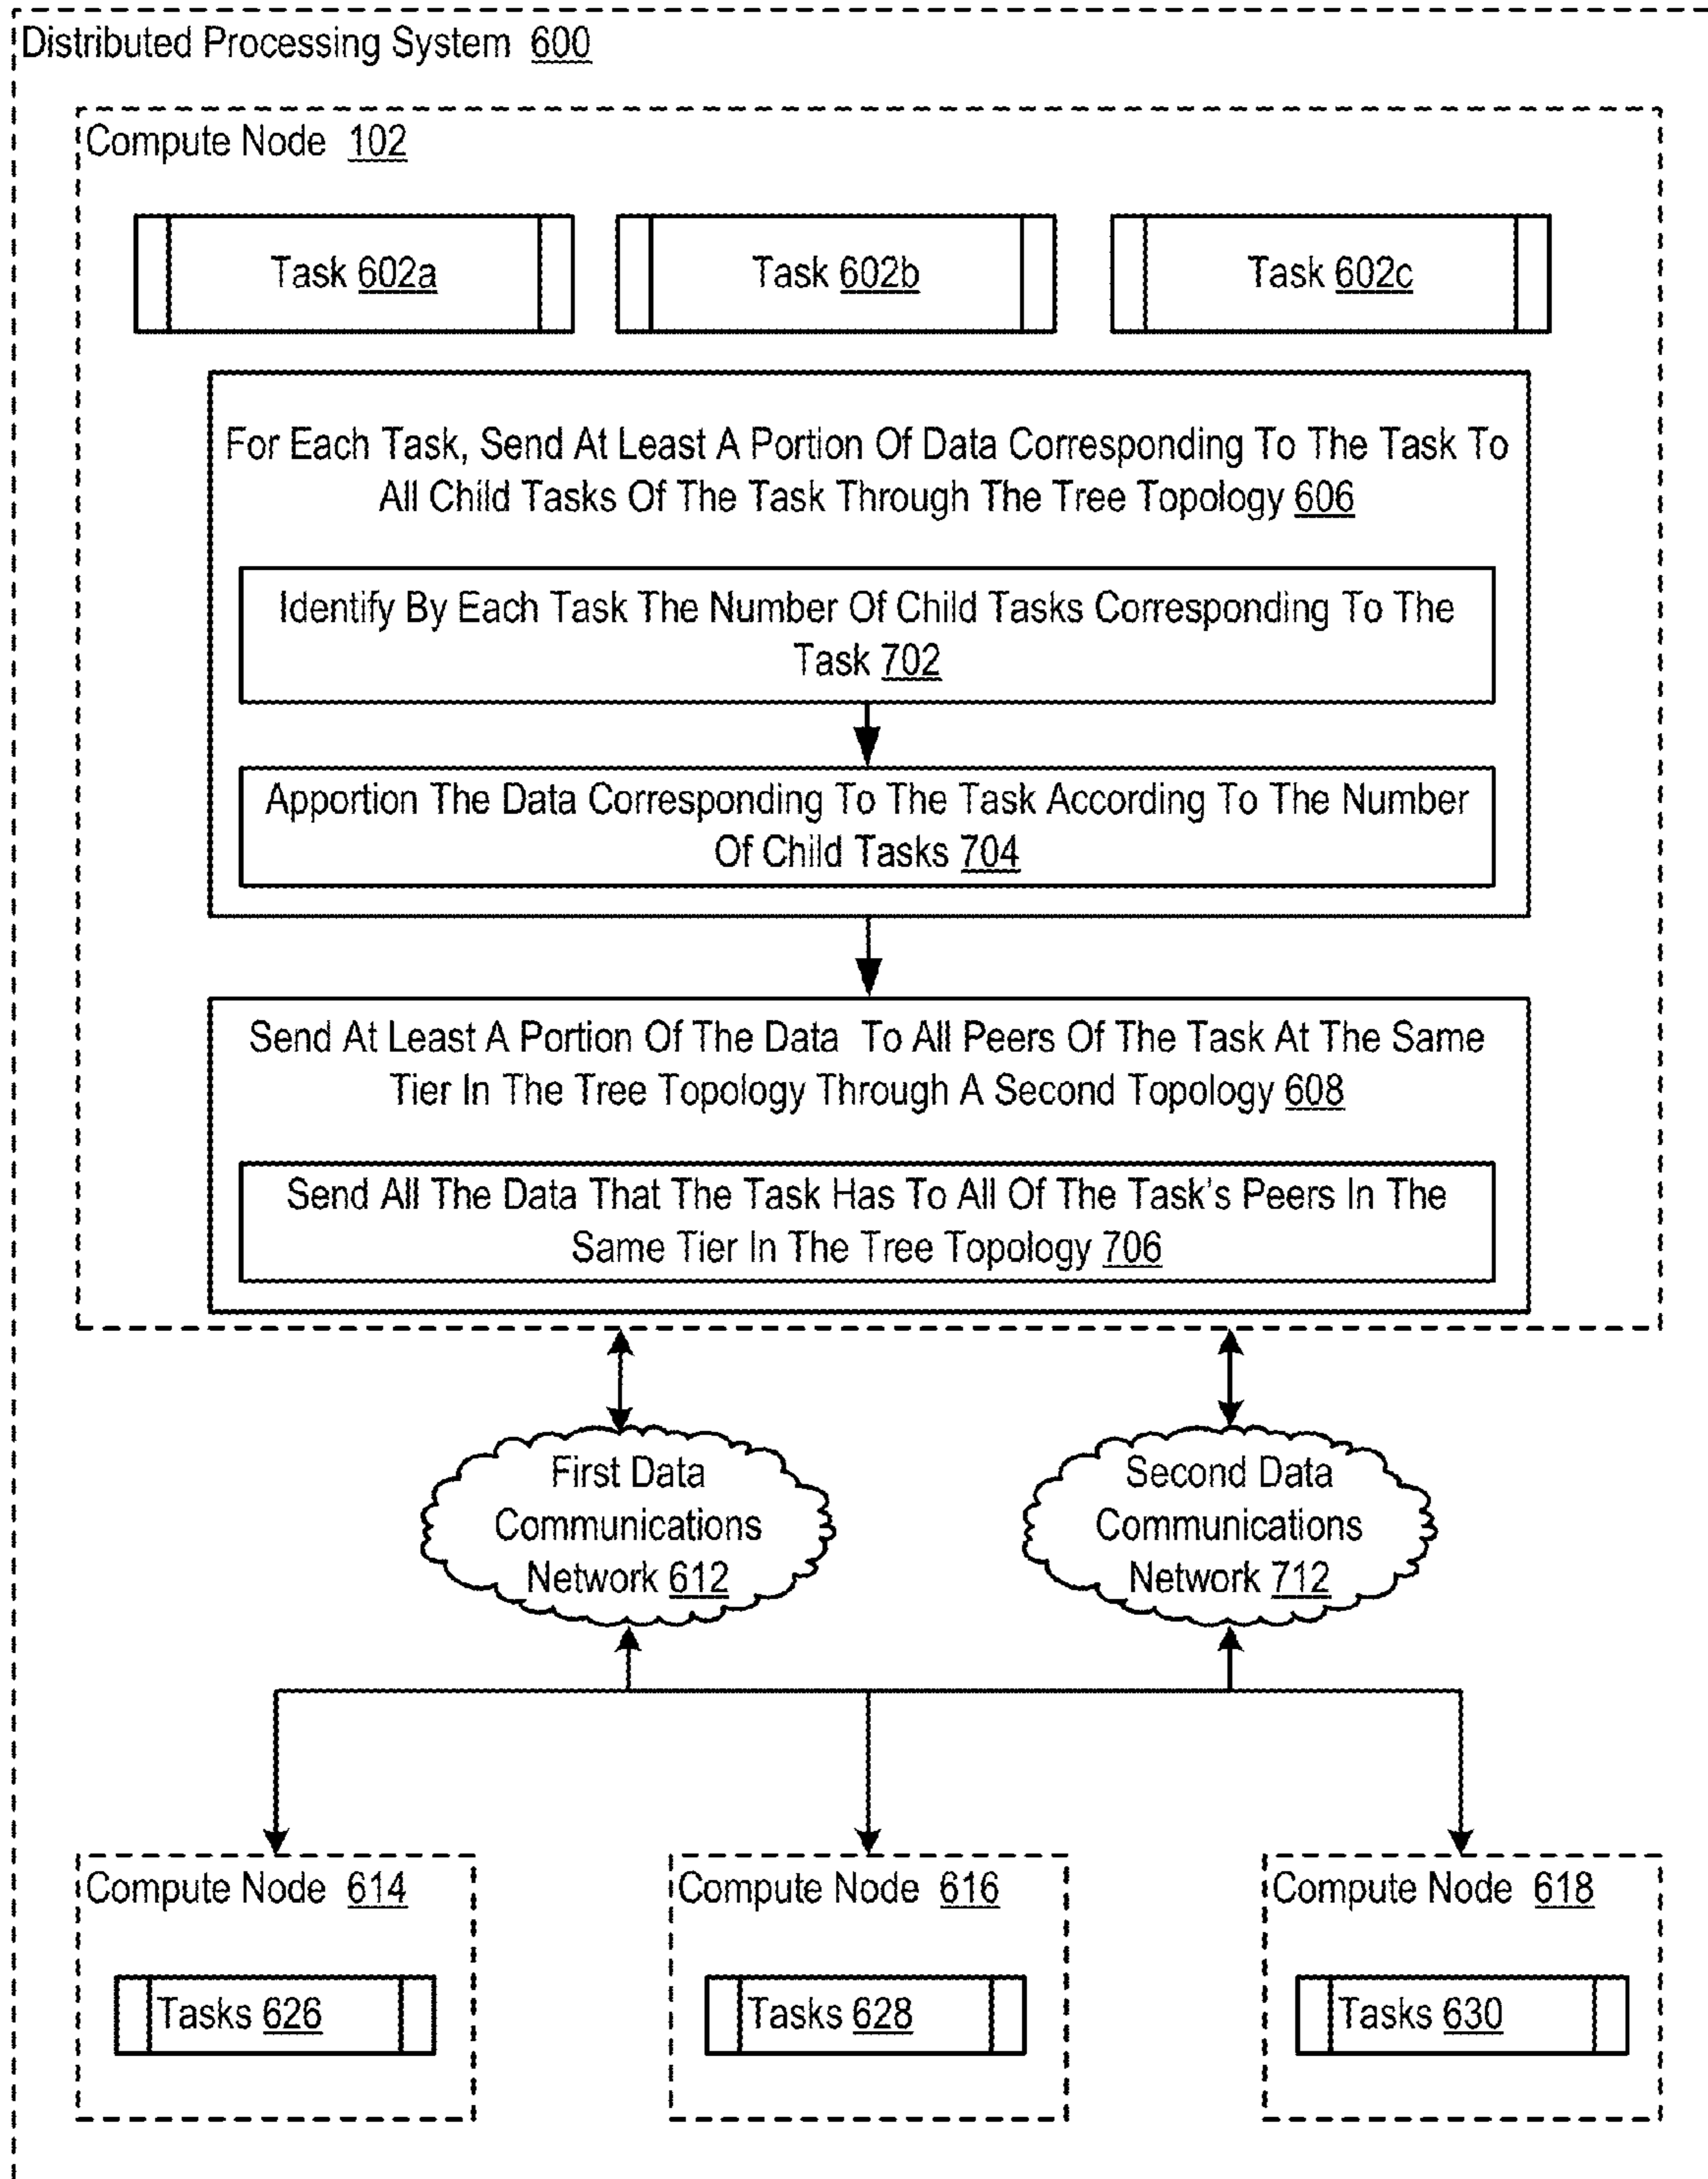 Distributed Processing System 600
Compute Node 102
Task 602a
Task 602b
Task 602c
For Each Task, Send At Least A Portion Of Data Corresponding To The Task To
All Child Tasks Of The Task Through The Tree Topology 606
Identify By Each Task The Number Of Child Tasks Corresponding To The
Task 702
Apportion The Data Corresponding To The Task According To The Number
Of Child Tasks 704
Send At Least A Portion Of The Data To All Peers Of The Task At The Same
Tier In The Tree Topology Through A Second Topology 608
Send All The Data That The Task Has To All Of The Task's Peers In The
Same Tier In The Tree Topology 706
First Data
Communications
Network 612
Second Data
Communications
Network 712
Compute Node 614
Tasks 626
Compute Node 616
Tasks 628
Compute Node 618
Tasks 630